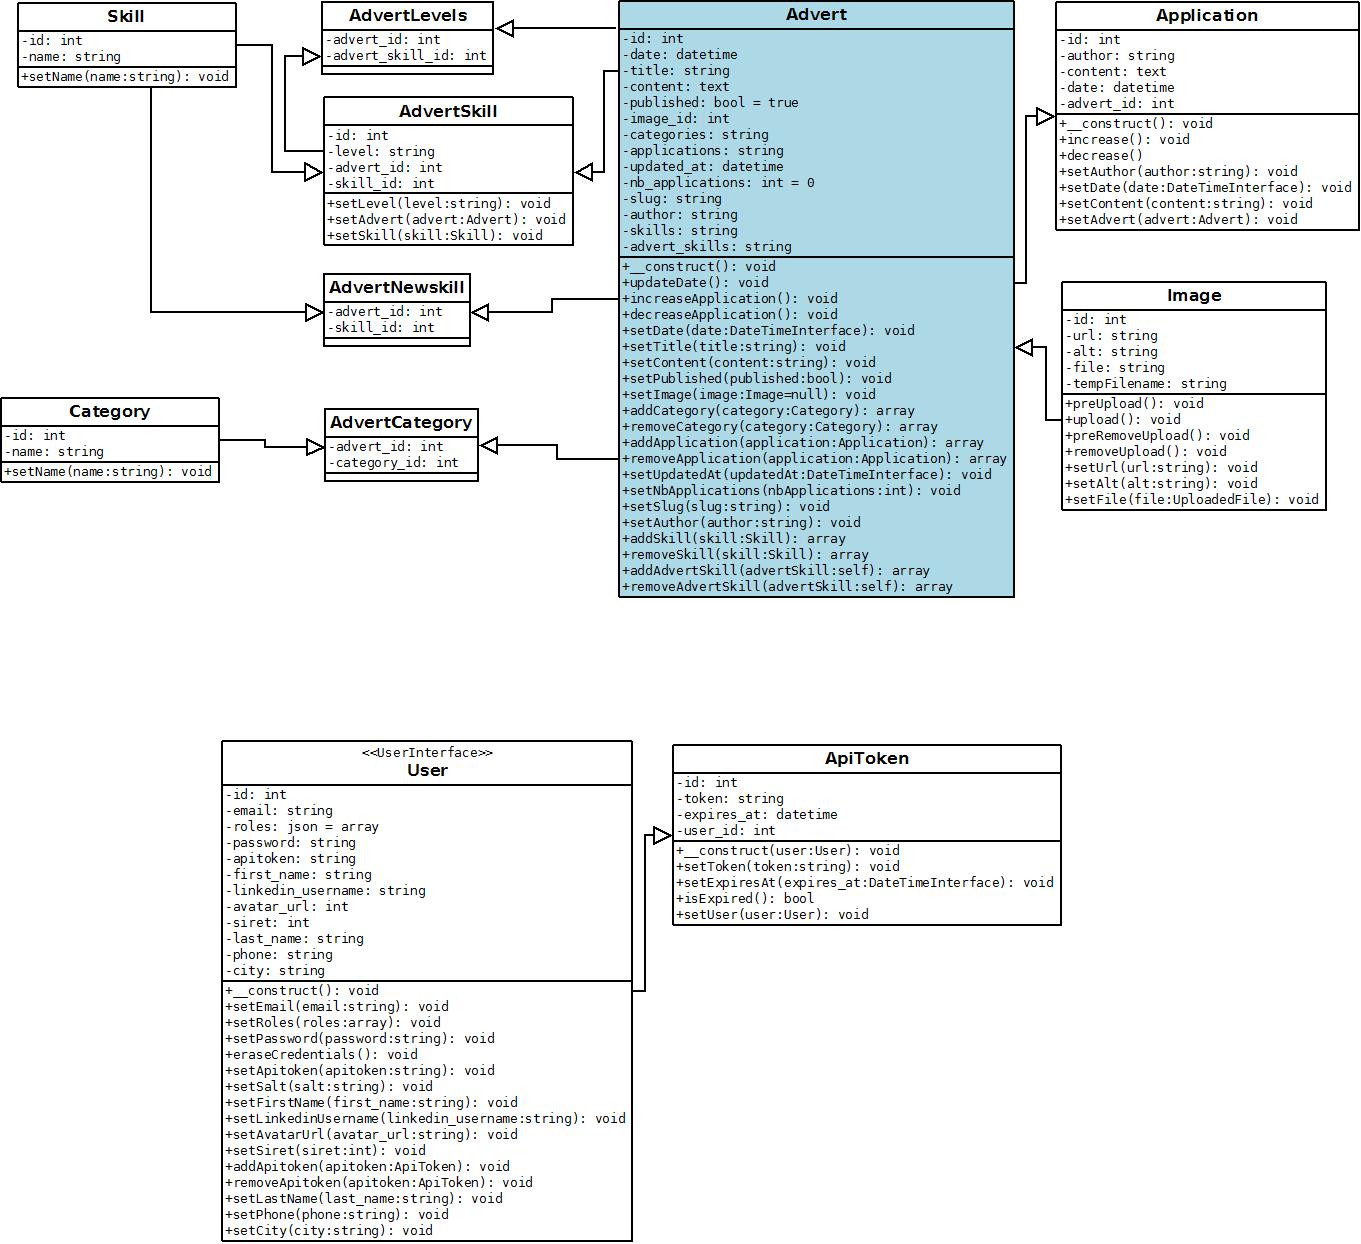 Skill
-id: int
-name: string
+setName(name:string): void
AdvertLevels
-advert_id: int
-advert_skill_id: int
AdvertSkill
-id: int
-level: string
-advert_id: int
-skill_id: int
+setLevel(level:string): void
+setAdvert(advert:Advert): void
+setSkill(skill:Skill): void
AdvertNewskill
-advert_id: int
-skill_id: int
Category
-id: int
-name: string
+setName(name:string): void
AdvertCategory
-advert_id: int
-category_id: int
Advert
-id: int
-date: datetime
-title: string
-content: text
-published: bool = true
-image_id: int
-categories: string
-applications: string
-updated_at: datetime
-nb_applications: int = 0
-slug: string
-author: string
-skills: string
-advert_skills: string
+__construct(): void
+updateDate(): void
+increaseApplication(): void
+decreaseApplication(): void
+setDate(date:DateTimeInterface): void
+setTitle(title:string): void
+setContent(content:string): void
+setPublished(published:bool): void
+setImage(image:Image=null): void
+addCategory(category:Category): array
+removeCategory(category:Category): array
+addApplication(application:Application): array
+removeApplication(application:Application): array
+setUpdatedAt(updatedAt:DateTimeInterface): void
+setNbApplications(nbApplications:int): void
+setSlug(slug:string): void
+setAuthor(author:string): void
+addSkill(skill:Skill): array
+removeSkill(skill:Skill): array
+addAdvertSkill(advertSkill:self): array
+removeAdvertSkill(advertSkill:self): array
Application
-id: int
-author: string
-content: text
-date: datetime
-advert_id: int
+__construct(): void
+increase(): void
+decrease()
+setAuthor(author:string): void
+setDate(date:DateTimeInterface): void
+setContent(content:string): void
+setAdvert(advert:Advert): void
Image
-id: int
-url: string
-alt: string
-file: string
-tempFilename: string
+preUpload(): void
+upload(): void
+preRemoveUpload(): void
+removeUpload(): void
+setUrl(url:string): void
+setAlt(alt:string): void
+setFile(file:UploadedFile): void
<<UserInterface>>
User
-id: int
-email: string
-roles: json = array
-password: string
-apitoken: string
-first_name: string
-linkedin_username: string
-avatar_url: int
-siret: int
-last_name: string
-phone: string
-city: string
+__construct(): void
+setEmail(email:string): void
+setRoles(roles:array): void
+setPassword(password:string): void
+eraseCredentials(): void
+setApitoken(apitoken:string): void
+setSalt(salt:string): void
+setFirstName(first_name:string): void
+setLinkedinUsername(linkedin_username:string): void
+setAvatarUrl(avatar_url:string): void
+setSiret(siret:int): void
+addApitoken(apitoken:ApiToken): void
+removeApitoken(apitoken:ApiToken): void
+setLastName(last_name:string): void
+setPhone(phone:string): void
+setCity(city:string): void
ApiToken
-id: int
-token: string
-expires_at: datetime
-user_id: int
+__construct(user:User): void
+setToken(token:string): void
+setExpiresAt(expires_at:DateTimeInterface): void
+isExpired(): bool
+setUser(user:User): void